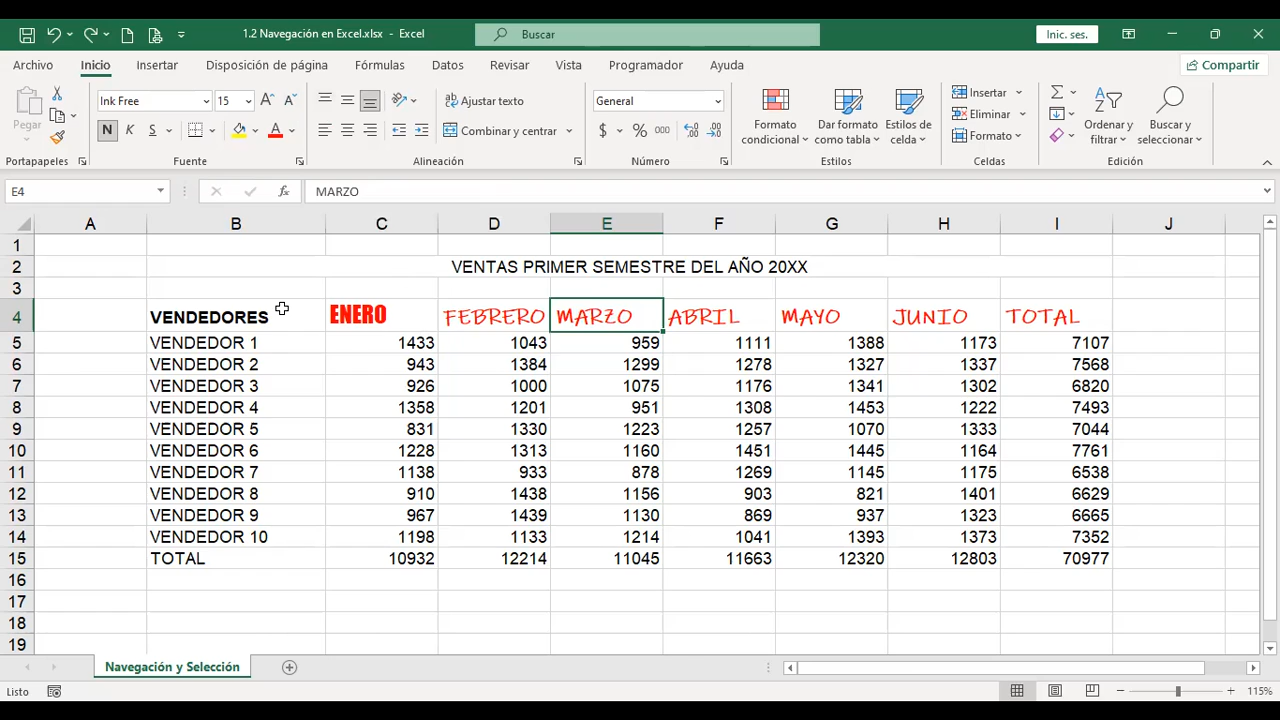 1.2 Navegación en Excel.xlsx - Excel
Buscar
Inic. ses.
Archivo Inicio Insertar Disposición de página Fórmulas Datos Revisar Vista Programador Ayuda
Compartir
Pegar
Ink Free 15
N K S
Ajustar texto
Combinar y centrar
General
$ % 000
Formato condicional
Dar formato como tabla
Estilos de celda
Insertar
Eliminar
Formato
Ordenar y filtrar
Buscar y seleccionar
Portapapeles Fuente Alineación Número Estilos Celdas Edición
E4 fx MARZO
A B C D E F G H I J
1
2 VENTAS PRIMER SEMESTRE DEL AÑO 20XX
3
4 VENDEDORES ENERO FEBRERO MARZO ABRIL MAYO JUNIO TOTAL
5 VENDEDOR 1 1433 1043 959 1111 1388 1173 7107
6 VENDEDOR 2 943 1384 1299 1278 1327 1337 7568
7 VENDEDOR 3 926 1000 1075 1176 1341 1302 6820
8 VENDEDOR 4 1358 1201 951 1308 1453 1222 7493
9 VENDEDOR 5 831 1330 1223 1257 1070 1333 7044
10 VENDEDOR 6 1228 1313 1160 1451 1445 1164 7761
11 VENDEDOR 7 1138 933 878 1269 1145 1175 6538
12 VENDEDOR 8 910 1438 1156 903 821 1401 6629
13 VENDEDOR 9 967 1439 1130 869 937 1323 6665
14 VENDEDOR 10 1198 1133 1214 1041 1393 1373 7352
15 TOTAL 10932 12214 11045 11663 12320 12803 70977
16
17
18
19
Navegación y Selección
Listo
115%